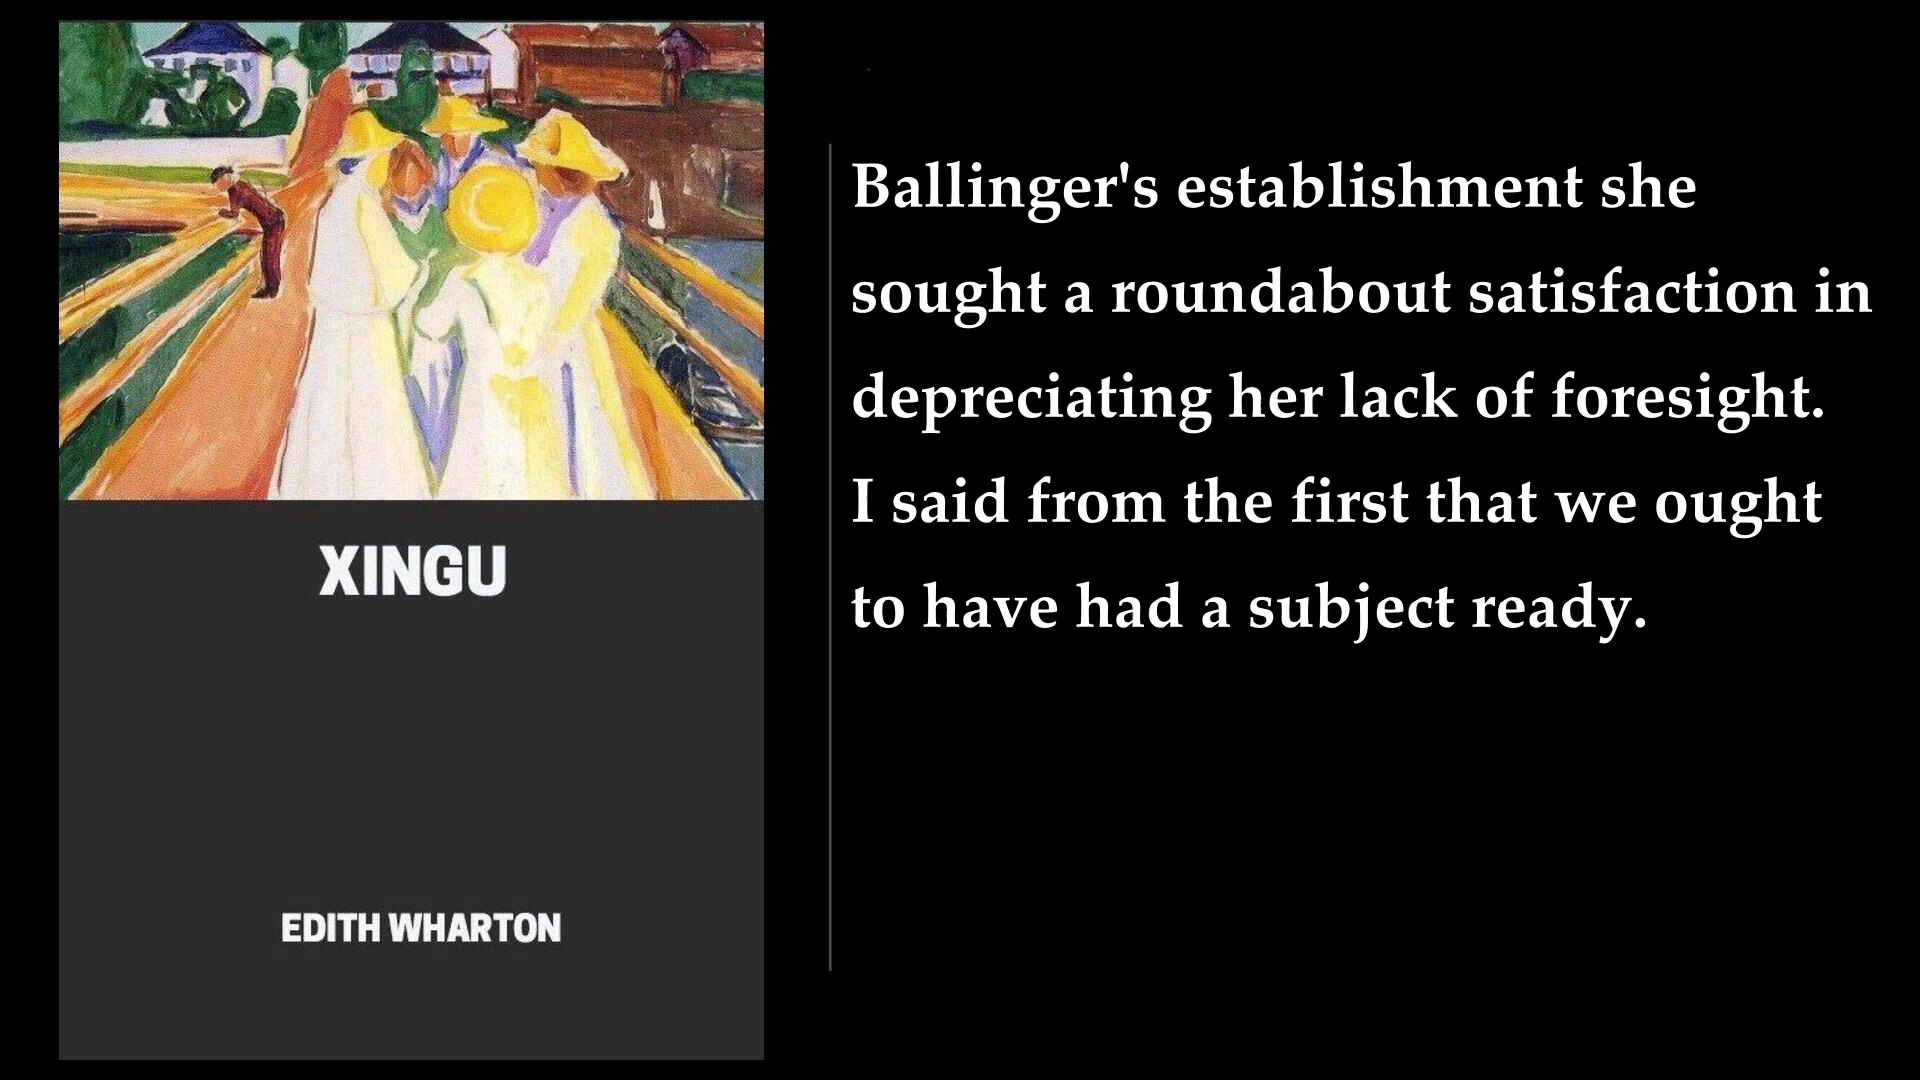 XINGU
EDITH WHARTON
Ballinger's establishment she
sought a roundabout satisfaction in
depreciating her lack of foresight.
I said from the first that we ought
to have had a subject ready.